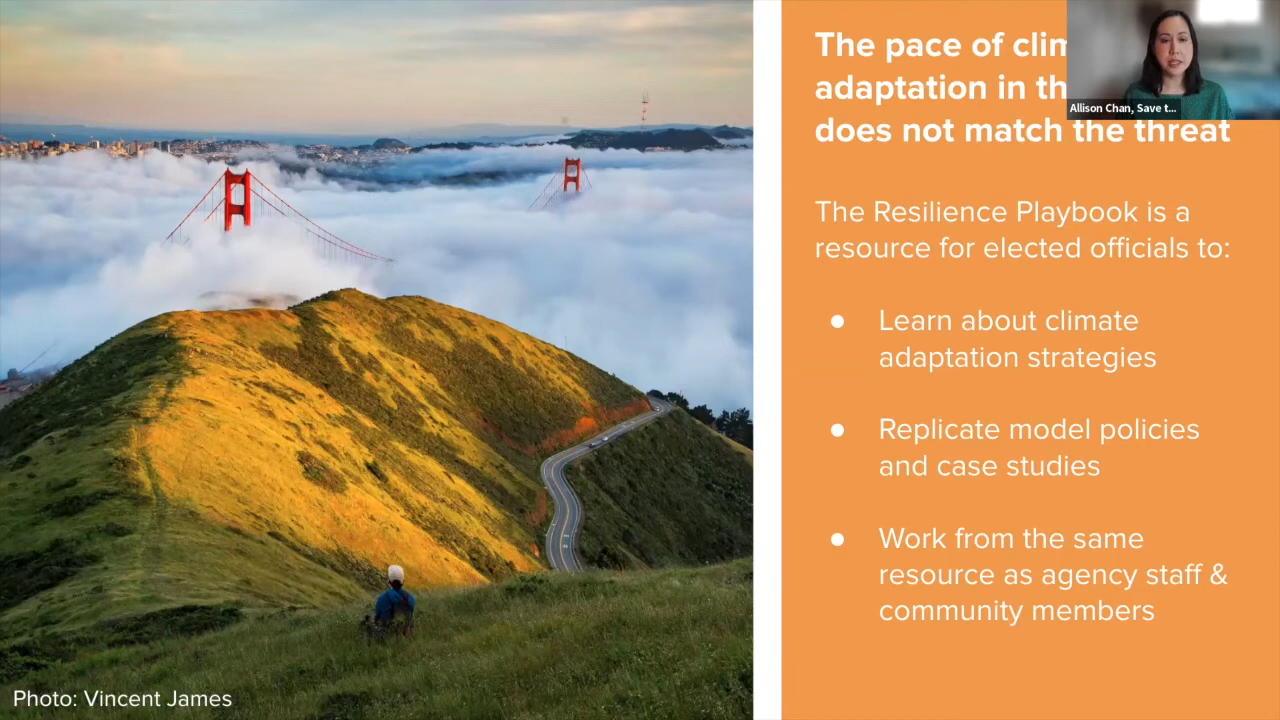 The pace of clim
adaptation in th
does not match the threat
Allison Chan, Save t...
The Resilience Playbook is a
resource for elected officials to:
● Learn about climate
adaptation strategies
● Replicate model policies
and case studies
● Work from the same
resource as agency staff &
community members
Photo: Vincent James